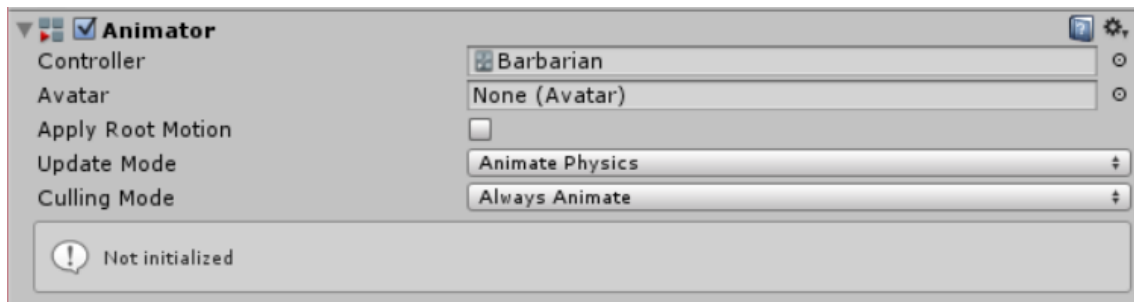 Animator
Controller Barbarian
Avatar None (Avatar)
Apply Root Motion
Update Mode Animate Physics
Culling Mode Always Animate
Not initialized